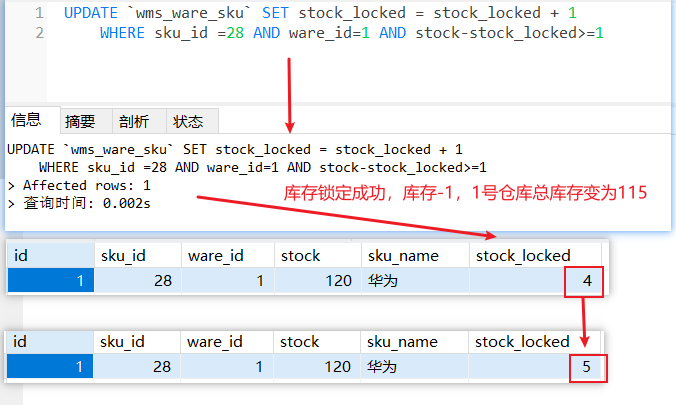 1 UPDATE `wms_ware_sku` SET stock_locked = stock_locked + 1
2 WHERE sku_id =28 AND ware_id=1 AND stock-stock_locked>=1
信息 摘要 剖析 状态
UPDATE `wms_ware_sku` SET stock_locked = stock_locked + 1
WHERE sku_id =28 AND ware_id=1 AND stock-stock_locked>=1
> Affected rows: 1
> 查询时间: 0.002s
库存锁定成功，库存-1，1号仓库总库存变为115
id sku_id ware_id stock sku_name stock_locked
1 28 1 120 华为 4
id sku_id ware_id stock sku_name stock_locked
1 28 1 120 华为 5